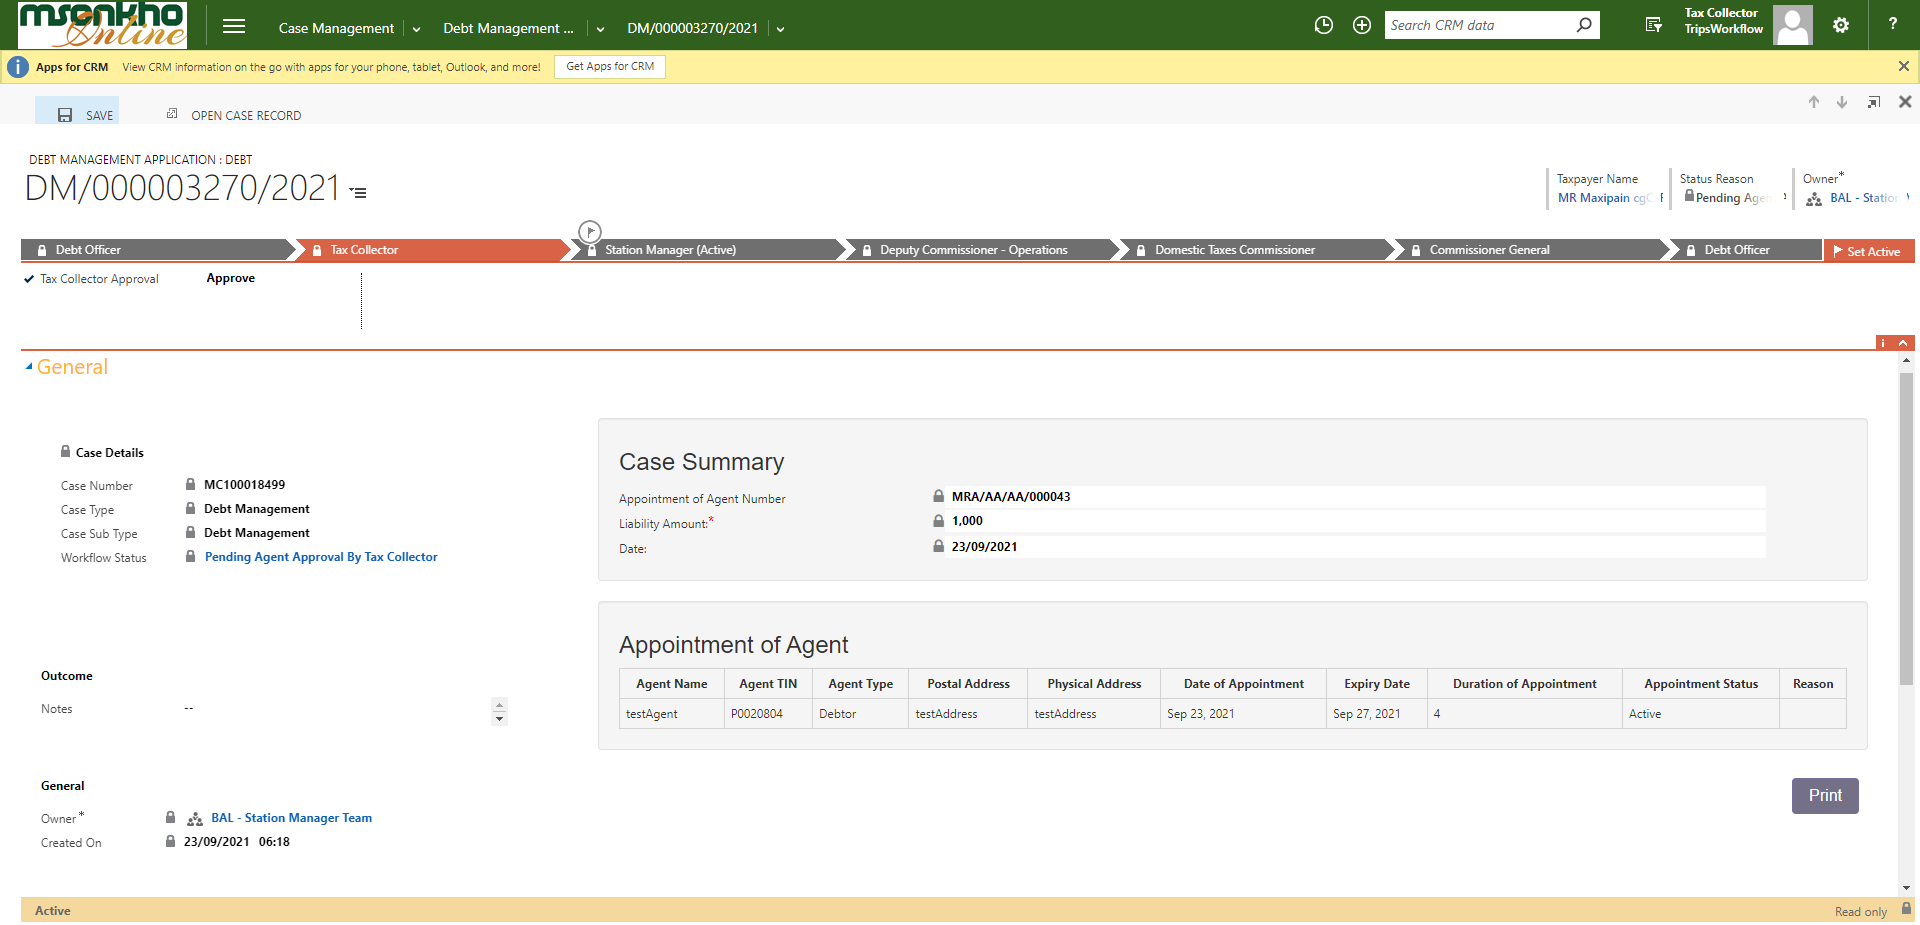 msonkho Online
Case Management
Debt Management ...
DM/000003270/2021
Search CRM data
Tax Collector
TripsWorkflow
?
i
Apps for CRM
View CRM information on the go with apps for your phone, tablet, Outlook, and more!
Get Apps for CRM
SAVE
OPEN CASE RECORD
DEBT MANAGEMENT APPLICATION : DEBT
DM/000003270/2021
Taxpayer Name
MR Maxipain
Status Reason
Pending
Owner*
BAL - Station
Debt Officer
Tax Collector
Station Manager (Active)
Deputy Commissioner - Operations
Domestic Taxes Commissioner
Commissioner General
Debt Officer
Set Active
Tax Collector Approval
Approve
i
General
Case Details
Case Number MC100018499
Case Type Debt Management
Case Sub Type Debt Management
Workflow Status Pending Agent Approval By Tax Collector
Outcome
Notes --
General
Owner* BAL - Station Manager Team
Created On 23/09/2021 06:18
Case Summary
Appointment of Agent Number MRA/AA/AA/000043
Liability Amount:* 1,000
Date: 23/09/2021
Appointment of Agent
Agent Name Agent TIN Agent Type Postal Address Physical Address Date of Appointment Expiry Date Duration of Appointment Appointment Status Reason
testAgent P0020804 Debtor testAddress testAddress Sep 23, 2021 Sep 27, 2021 4 Active
Print
Active
Read only